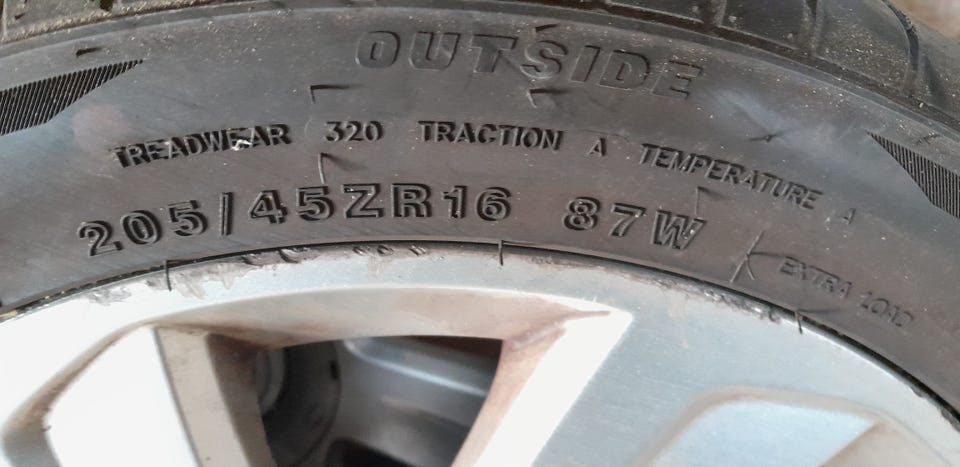 OUTSIDE
TREADWEAR 320 TRACTION A TEMPERATURE A
205/45ZR16 87W
EXTRA LOAD